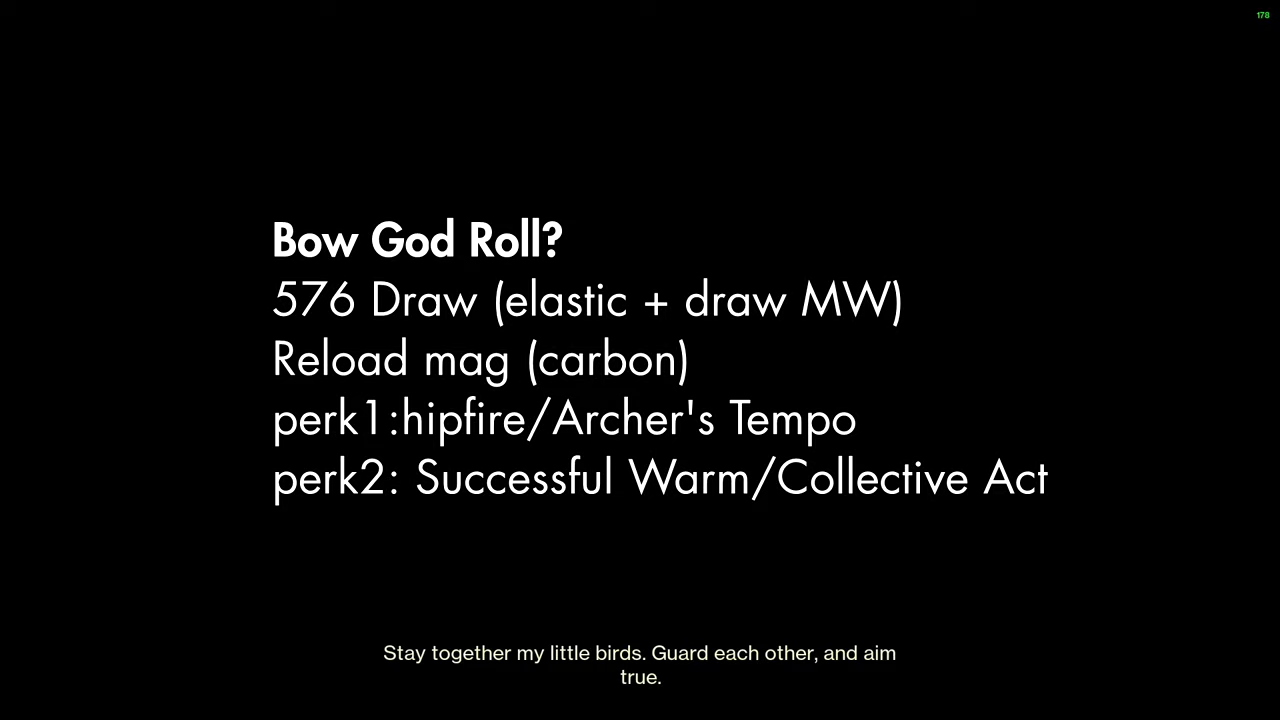 178
Bow God Roll?
576 Draw (elastic + draw MW)
Reload mag (carbon)
perk1:hipfire/Archer's Tempo
perk2: Successful Warm/Collective Act
Stay together my little birds. Guard each other, and aim
true.